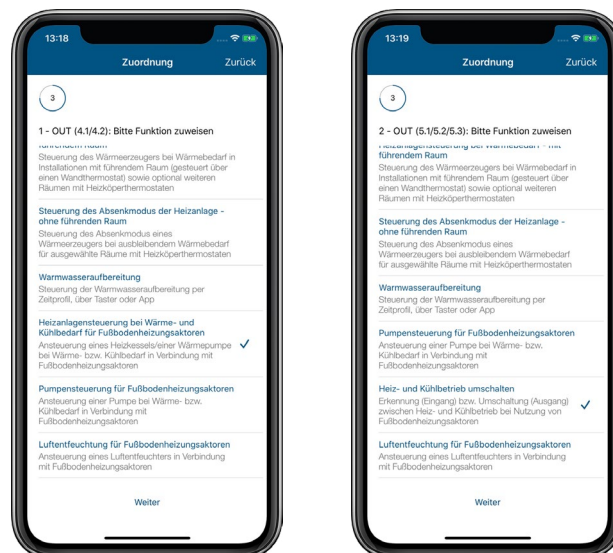 13:18
Zuordnung
Zurück
3
1 - OUT (4.1/4.2): Bitte Funktion zuweisen
führendem Raum
Steuerung des Wärmeerzeugers bei Wärmebedarf in
Installationen mit führendem Raum (gesteuert über
einen Wandthermostat) sowie optional weiteren
Räumen mit Heizköperthermostaten
Steuerung des Absenkmodus der Heizanlage -
ohne führenden Raum
Steuerung des Absenkmodus eines
Wärmeerzeugers bei ausbleibendem Wärmebedarf
für ausgewählte Räume mit Heizköperthermostaten
Warmwasseraufbereitung
Steuerung der Warmwasseraufbereitung per
Zeitprofil, über Taster oder App
Heizanlagensteuerung bei Wärme- und
Kühlbedarf für Fußbodenheizungsaktoren
Ansteuerung eines Heizkessels/einer Wärmepumpe
bei Wärme- bzw. Kühlbedarf in Verbindung mit
Fußbodenheizungsaktoren
Pumpensteuerung für Fußbodenheizungsaktoren
Ansteuerung einer Pumpe bei Wärme- bzw.
Kühlbedarf in Verbindung mit
Fußbodenheizungsaktoren
Luftentfeuchtung für Fußbodenheizungsaktoren
Ansteuerung eines Luftentfeuchters in Verbindung
mit Fußbodenheizungsaktoren
Weiter
13:19
Zuordnung
Zurück
3
2 - OUT (5.1/5.2/5.3): Bitte Funktion zuweisen
Heizanlagensteuerung bei Wärmebedarf - mit
führendem Raum
Steuerung des Wärmeerzeugers bei Wärmebedarf in
Installationen mit führendem Raum (gesteuert über
einen Wandthermostat) sowie optional weiteren
Räumen mit Heizköperthermostaten
Steuerung des Absenkmodus der Heizanlage -
ohne führenden Raum
Steuerung des Absenkmodus eines
Wärmeerzeugers bei ausbleibendem Wärmebedarf
für ausgewählte Räume mit Heizköperthermostaten
Warmwasseraufbereitung
Steuerung der Warmwasseraufbereitung per
Zeitprofil, über Taster oder App
Pumpensteuerung für Fußbodenheizungsaktoren
Ansteuerung einer Pumpe bei Wärme- bzw.
Kühlbedarf in Verbindung mit
Fußbodenheizungsaktoren
Heiz- und Kühlbetrieb umschalten
Erkennung (Eingang) bzw. Umschaltung (Ausgang)
zwischen Heiz- und Kühlbetrieb bei Nutzung von
Fußbodenheizungsaktoren
Luftentfeuchtung für Fußbodenheizungsaktoren
Ansteuerung eines Luftentfeuchters in Verbindung
mit Fußbodenheizungsaktoren
Weiter